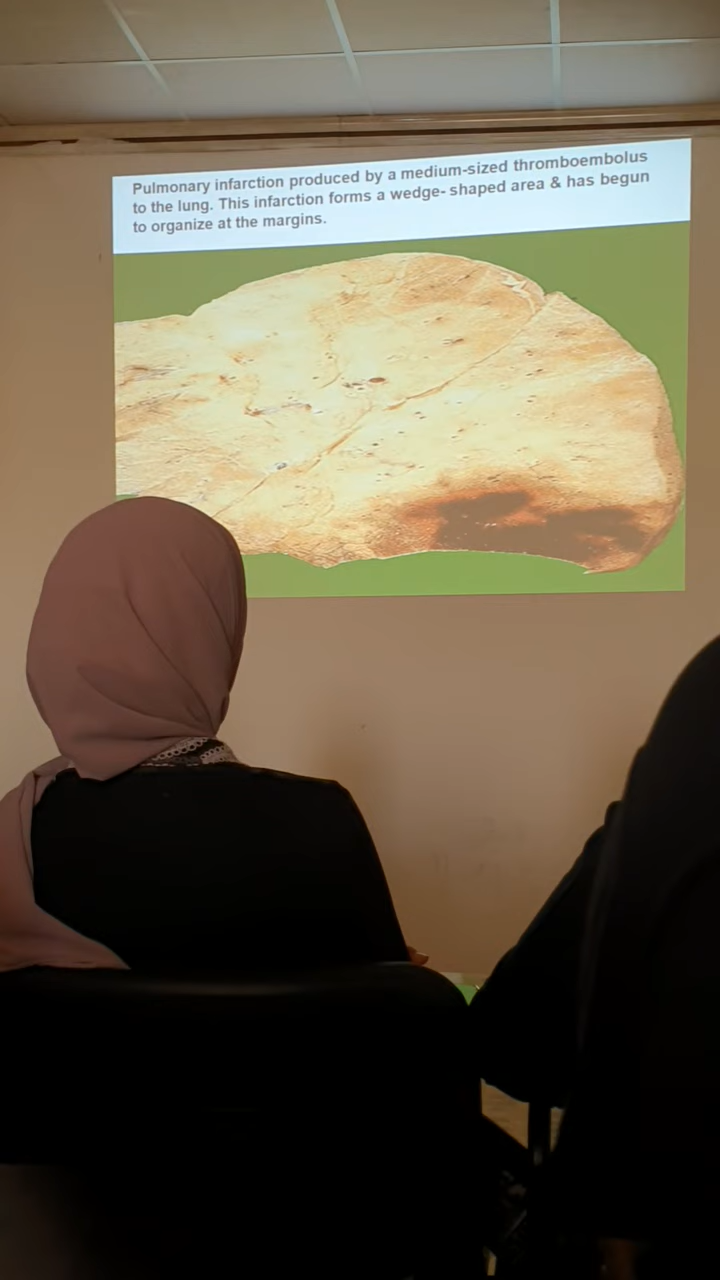 Pulmonary infarction produced by a medium-sized thromboembolus
to the lung. This infarction forms a wedge- shaped area & has begun
to organize at the margins.